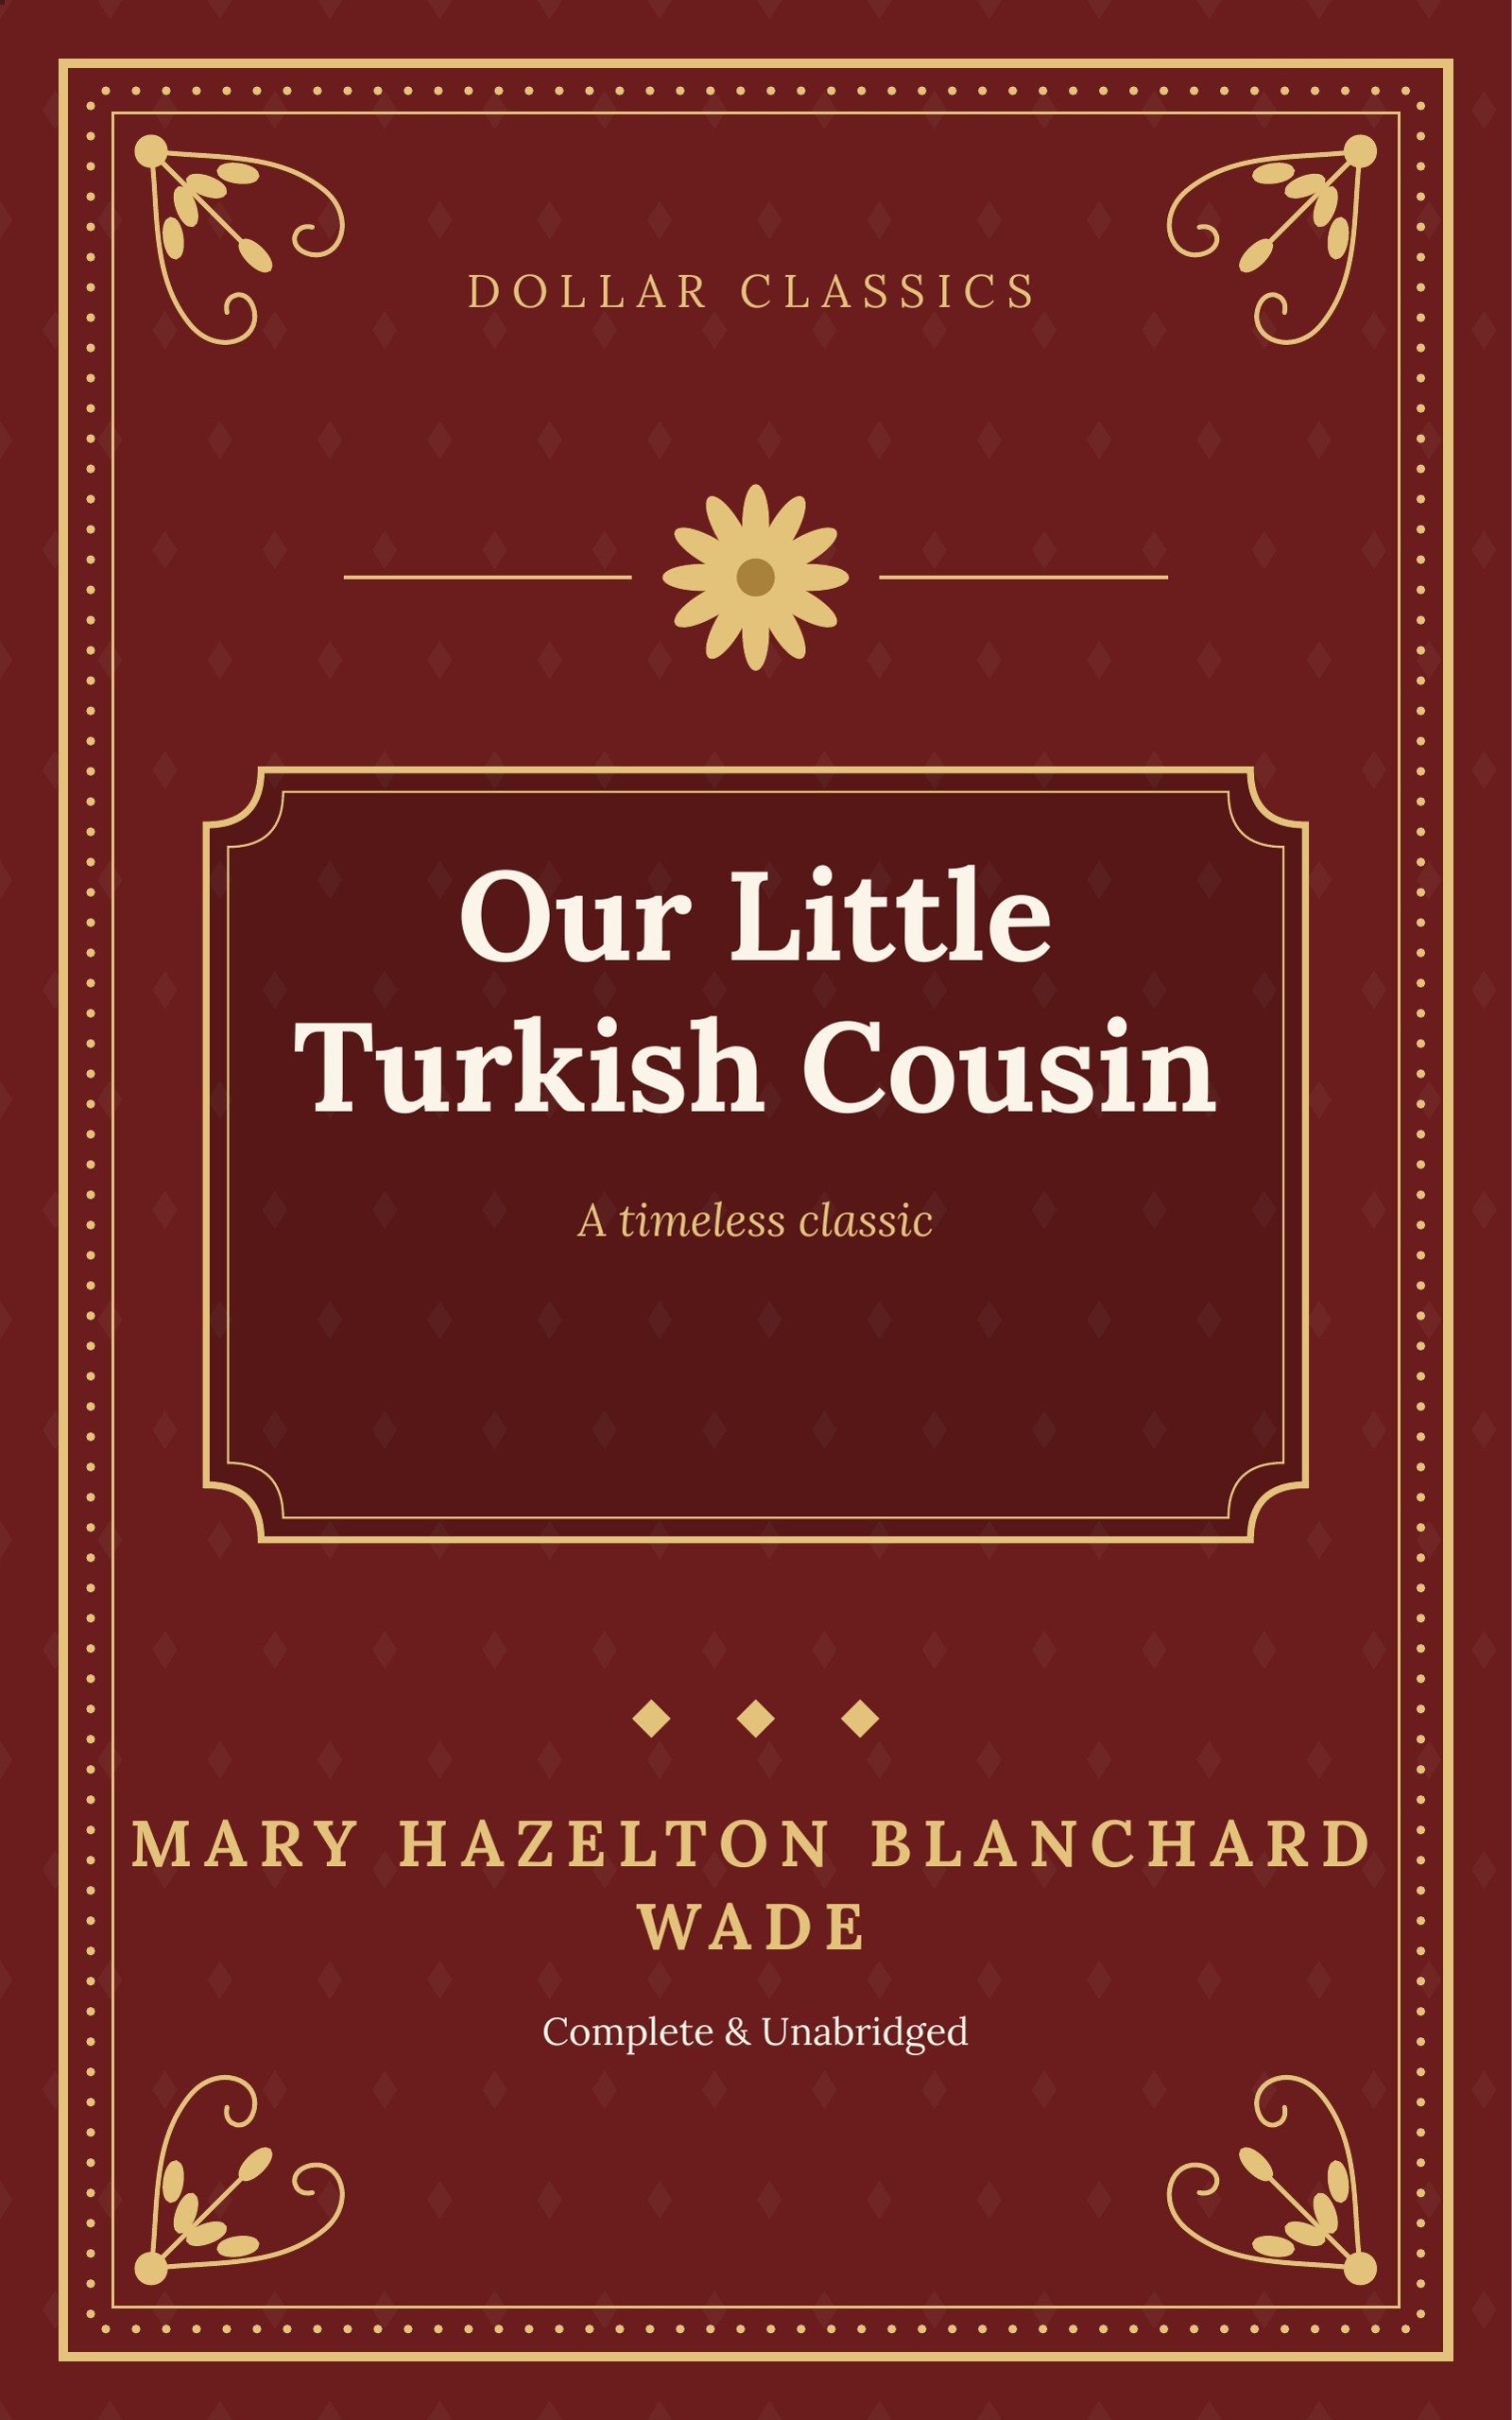 DOLLAR CLASSICS
Our Little
Turkish Cousin
A timeless classic
MARY HAZELTON BLANCHARD
WADE
Complete & Unabridged